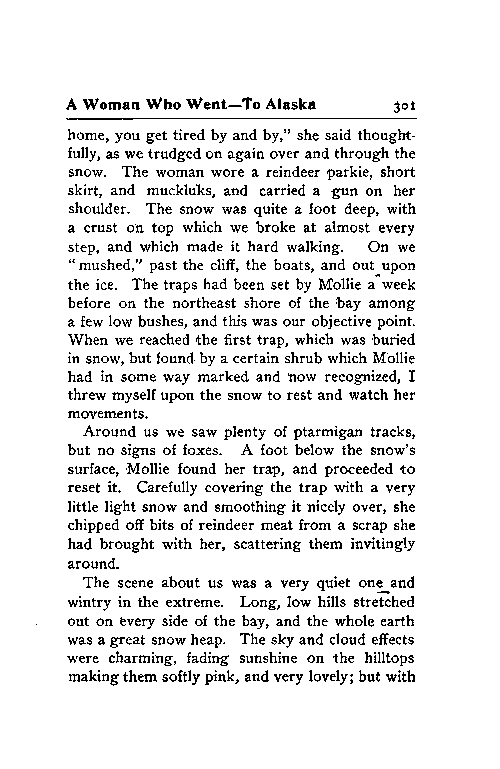 A Woman Who Went—To Alaska 301
home, you get tired by and by,” she said thought-
fully, as we trudged on again over and through the
snow. The woman wore a reindeer parkie, short
skirt, and muckluks, and carried a gun on her
shoulder. The snow was quite a foot deep, with
a crust on top which we broke at almost every
step, and which made it hard walking. On we
“mushed,” past the cliff, the boats, and out upon
the ice. The traps had been set by Mollie a week
before on the northeast shore of the bay among
a few low bushes, and this was our objective point.
When we reached the first trap, which was buried
in snow, but found by a certain shrub which Mollie
had in some way marked and now recognized, I
threw myself upon the snow to rest and watch her
movements.
Around us we saw plenty of ptarmigan tracks,
but no signs of foxes. A foot below the snow’s
surface, Mollie found her trap, and proceeded to
reset it. Carefully covering the trap with a very
little light snow and smoothing it nicely over, she
chipped off bits of reindeer meat from a scrap she
had brought with her, scattering them invitingly
around.
The scene about us was a very quiet one and
wintry in the extreme. Long, low hills stretched
out on every side of the bay, and the whole earth
was a great snow heap. The sky and cloud effects
were charming, fading sunshine on the hilltops
making them softly pink, and very lovely; but with